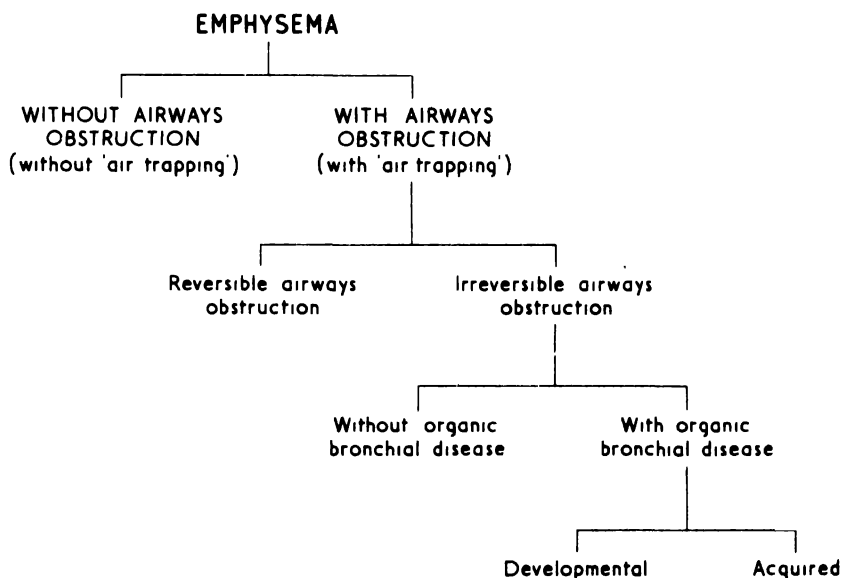 EMPHYSEMA
WITHOUT AIRWAYS
OBSTRUCTION
(without 'air trapping')
WITH AIRWAYS
OBSTRUCTION
(with 'air trapping')
Reversible airways
obstruction
Irreversible airways
obstruction
Without organic
bronchial disease
With organic
bronchial disease
Developmental
Acquired